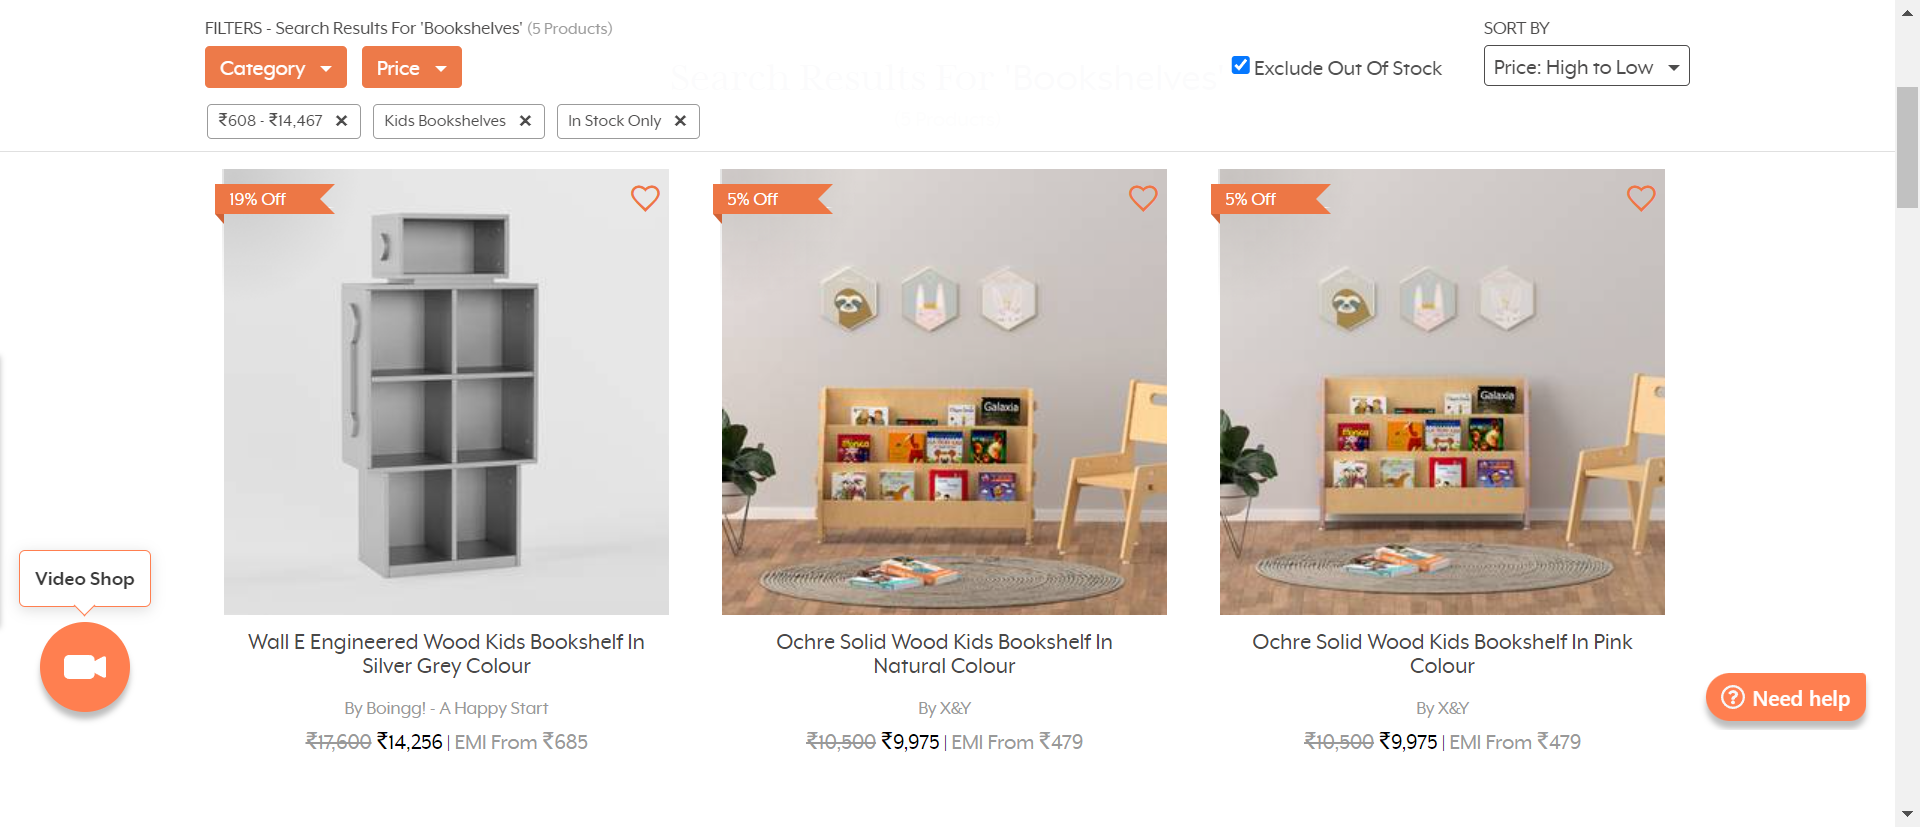 FILTERS - Search Results For 'Bookshelves' (5 Products)
SORT BY
Category
Price
Search Results For 'Bookshelves'
Exclude Out Of Stock
Price: High to Low
₹608 - ₹14,467 ✕
Kids Bookshelves ✕
In Stock Only ✕
19% Off
5% Off
5% Off
Galaxia
Galaxia
Video Shop
Wall E Engineered Wood Kids Bookshelf In
Silver Grey Colour
By Boingg! - A Happy Start
₹17,600 ₹14,256 | EMI From ₹685
Ochre Solid Wood Kids Bookshelf In
Natural Colour
By X&Y
₹10,500 ₹9,975 | EMI From ₹479
Ochre Solid Wood Kids Bookshelf In Pink
Colour
By X&Y
₹10,500 ₹9,975 | EMI From ₹479
Need help